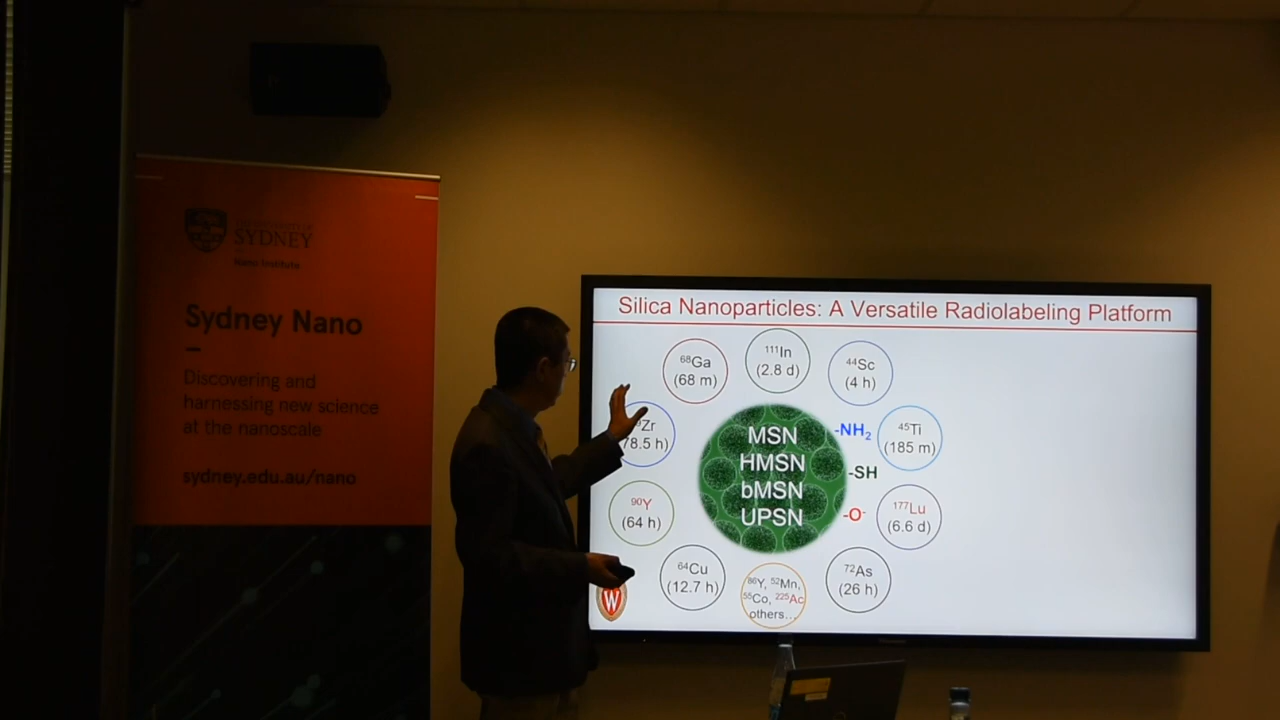 THE UNIVERSITY OF
SYDNEY
Nano Institute
Sydney Nano
Discovering and
harnessing new science
at the nanoscale
sydney.edu.au/nano
Silica Nanoparticles: A Versatile Radiolabeling Platform
⁶⁸Ga
(68 m)
¹¹¹In
(2.8 d)
⁴⁴Sc
(4 h)
Zr
78.5 h)
⁴⁵Ti
(185 m)
⁹⁰Y
(64 h)
¹⁷⁷Lu
(6.6 d)
⁶⁴Cu
(12.7 h)
⁸⁶Y, ⁵²Mn,
⁵⁵Co, ²²⁵Ac
others...
⁷²As
(26 h)
MSN
HMSN
bMSN
UPSN
-NH₂
-SH
-O⁻
W